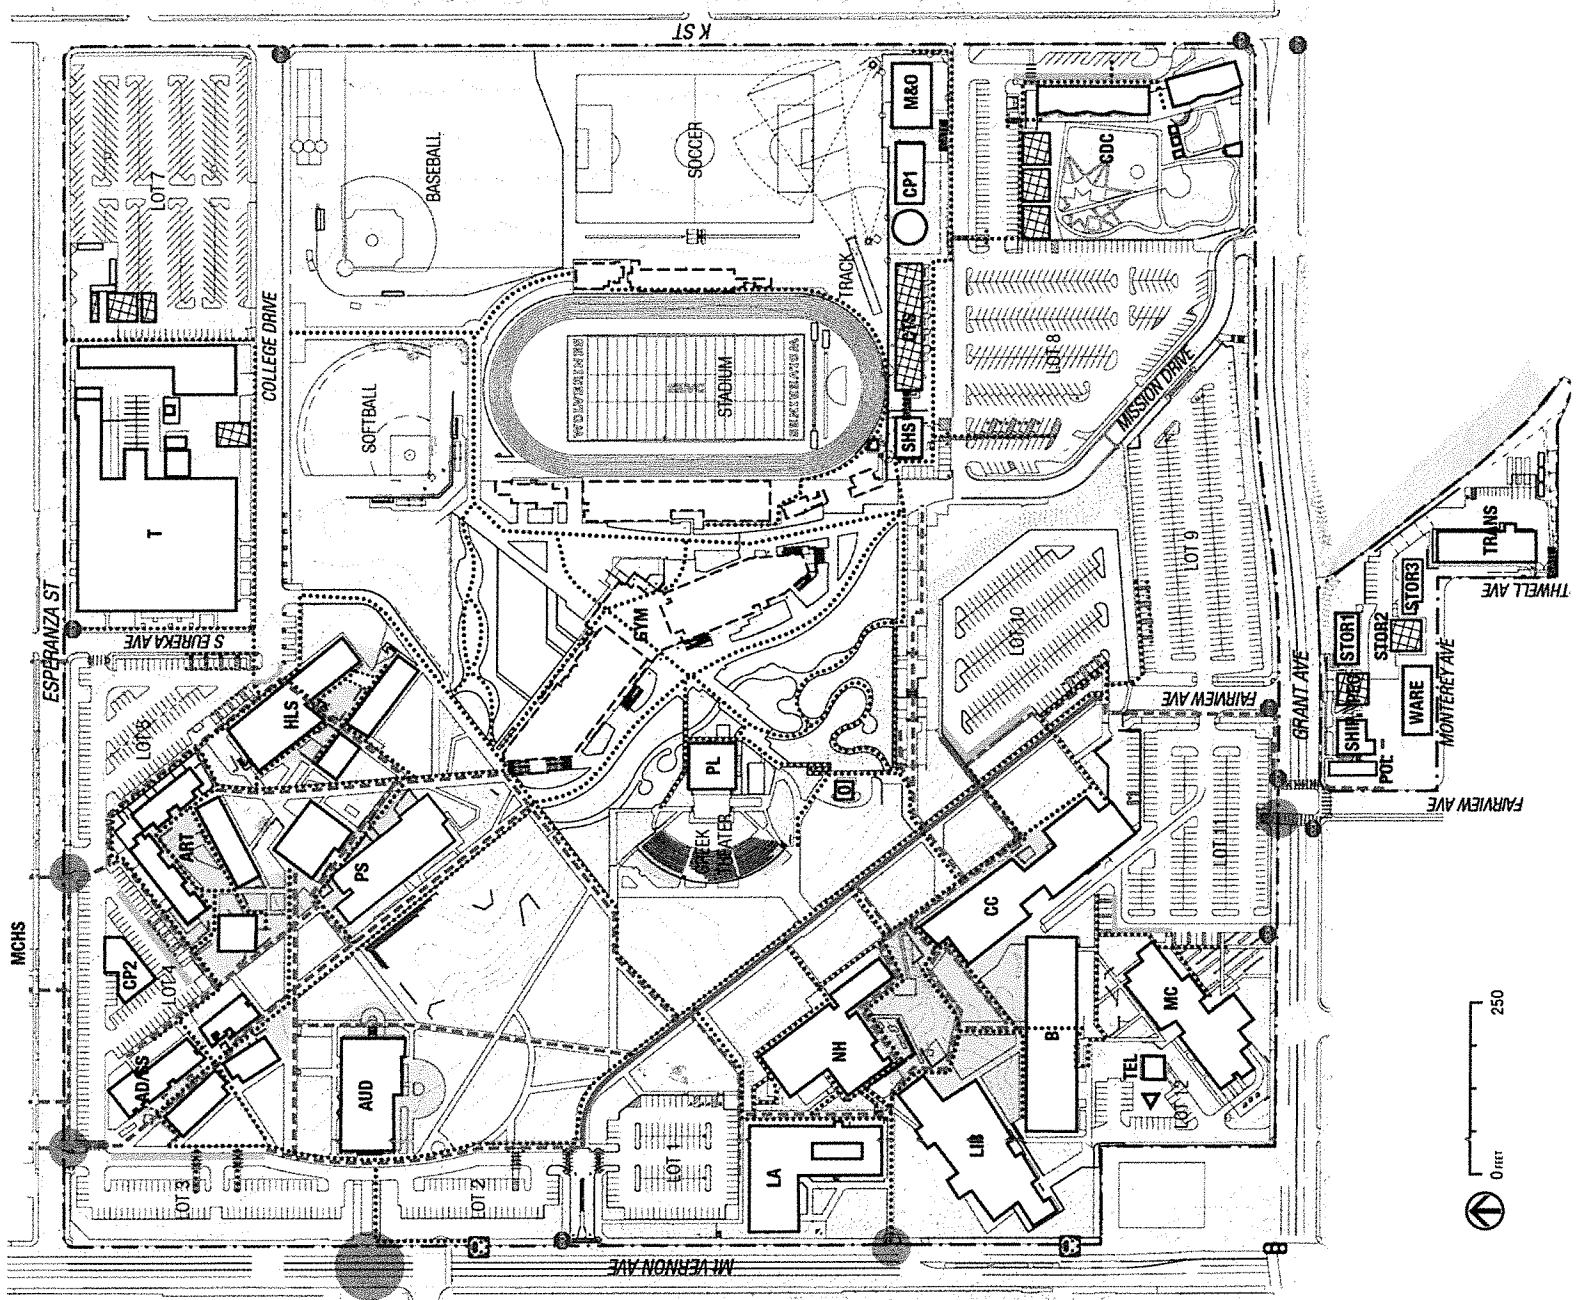 K ST
ESPERANZA ST
MCHS
LOT 7
COLLEGE DRIVE
BASEBALL
SOCCER
M&O
CP1
CDC
TRACK
SOFTBALL
WOLVERINES
STADIUM
SSHS
LOT 8
MISSION DRIVE
T
S EUREKA AVE
GYM
LOT 10
LOT 9
GRANT AVE
FAIRVIEW AVE
TRANS
THWELL AVE
STOR1
STOR2
STOR3
WARE
SHIP
POL
MONTEREY AVE
FAIRVIEW AVE
HLS
ART
PS
PL
O
GREEK
THEATER
CP2
LOT 4
AD/SS
AUD
CC
LOT 11
MC
NH
B
TEL
LOT 12
LIB
LA
LOT 1
LOT 2
LOT 3
Mt VERNON AVE
0 FEET
250